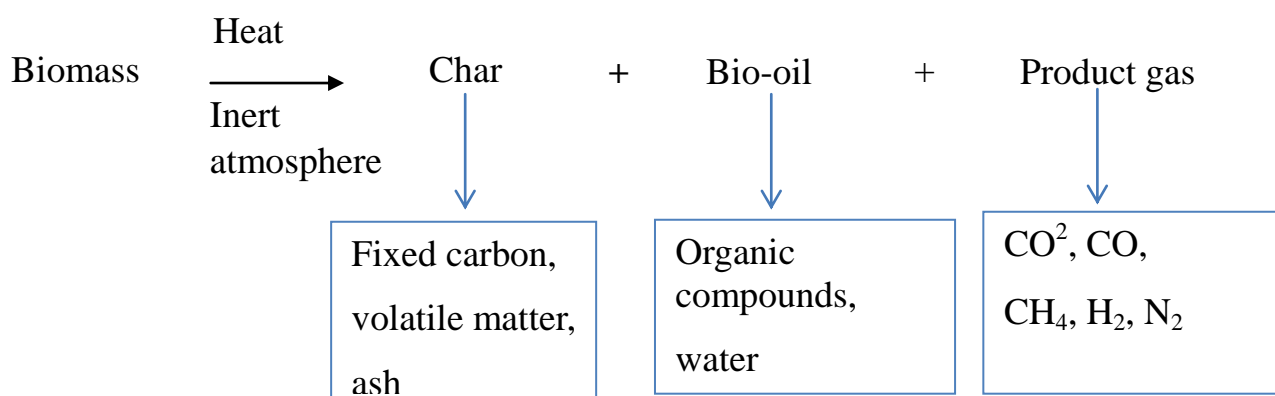 Heat
Biomass Char + Bio-oil + Product gas
Inert
atmosphere
Fixed carbon,
volatile matter,
ash
Organic
compounds,
water
CO², CO,
CH₄, H₂, N₂